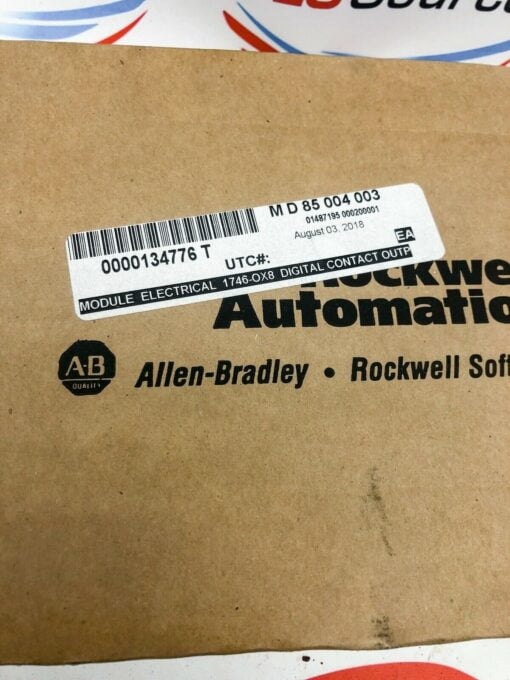 M D 85 004 003
01487195 000200001
August 03, 2018
0000134776 T UTC#: EA
MODULE ELECTRICAL 1746-OX8 DIGITAL CONTACT OUTP
Automatio
A-B
QUALITY
Allen-Bradley • Rockwell Soft